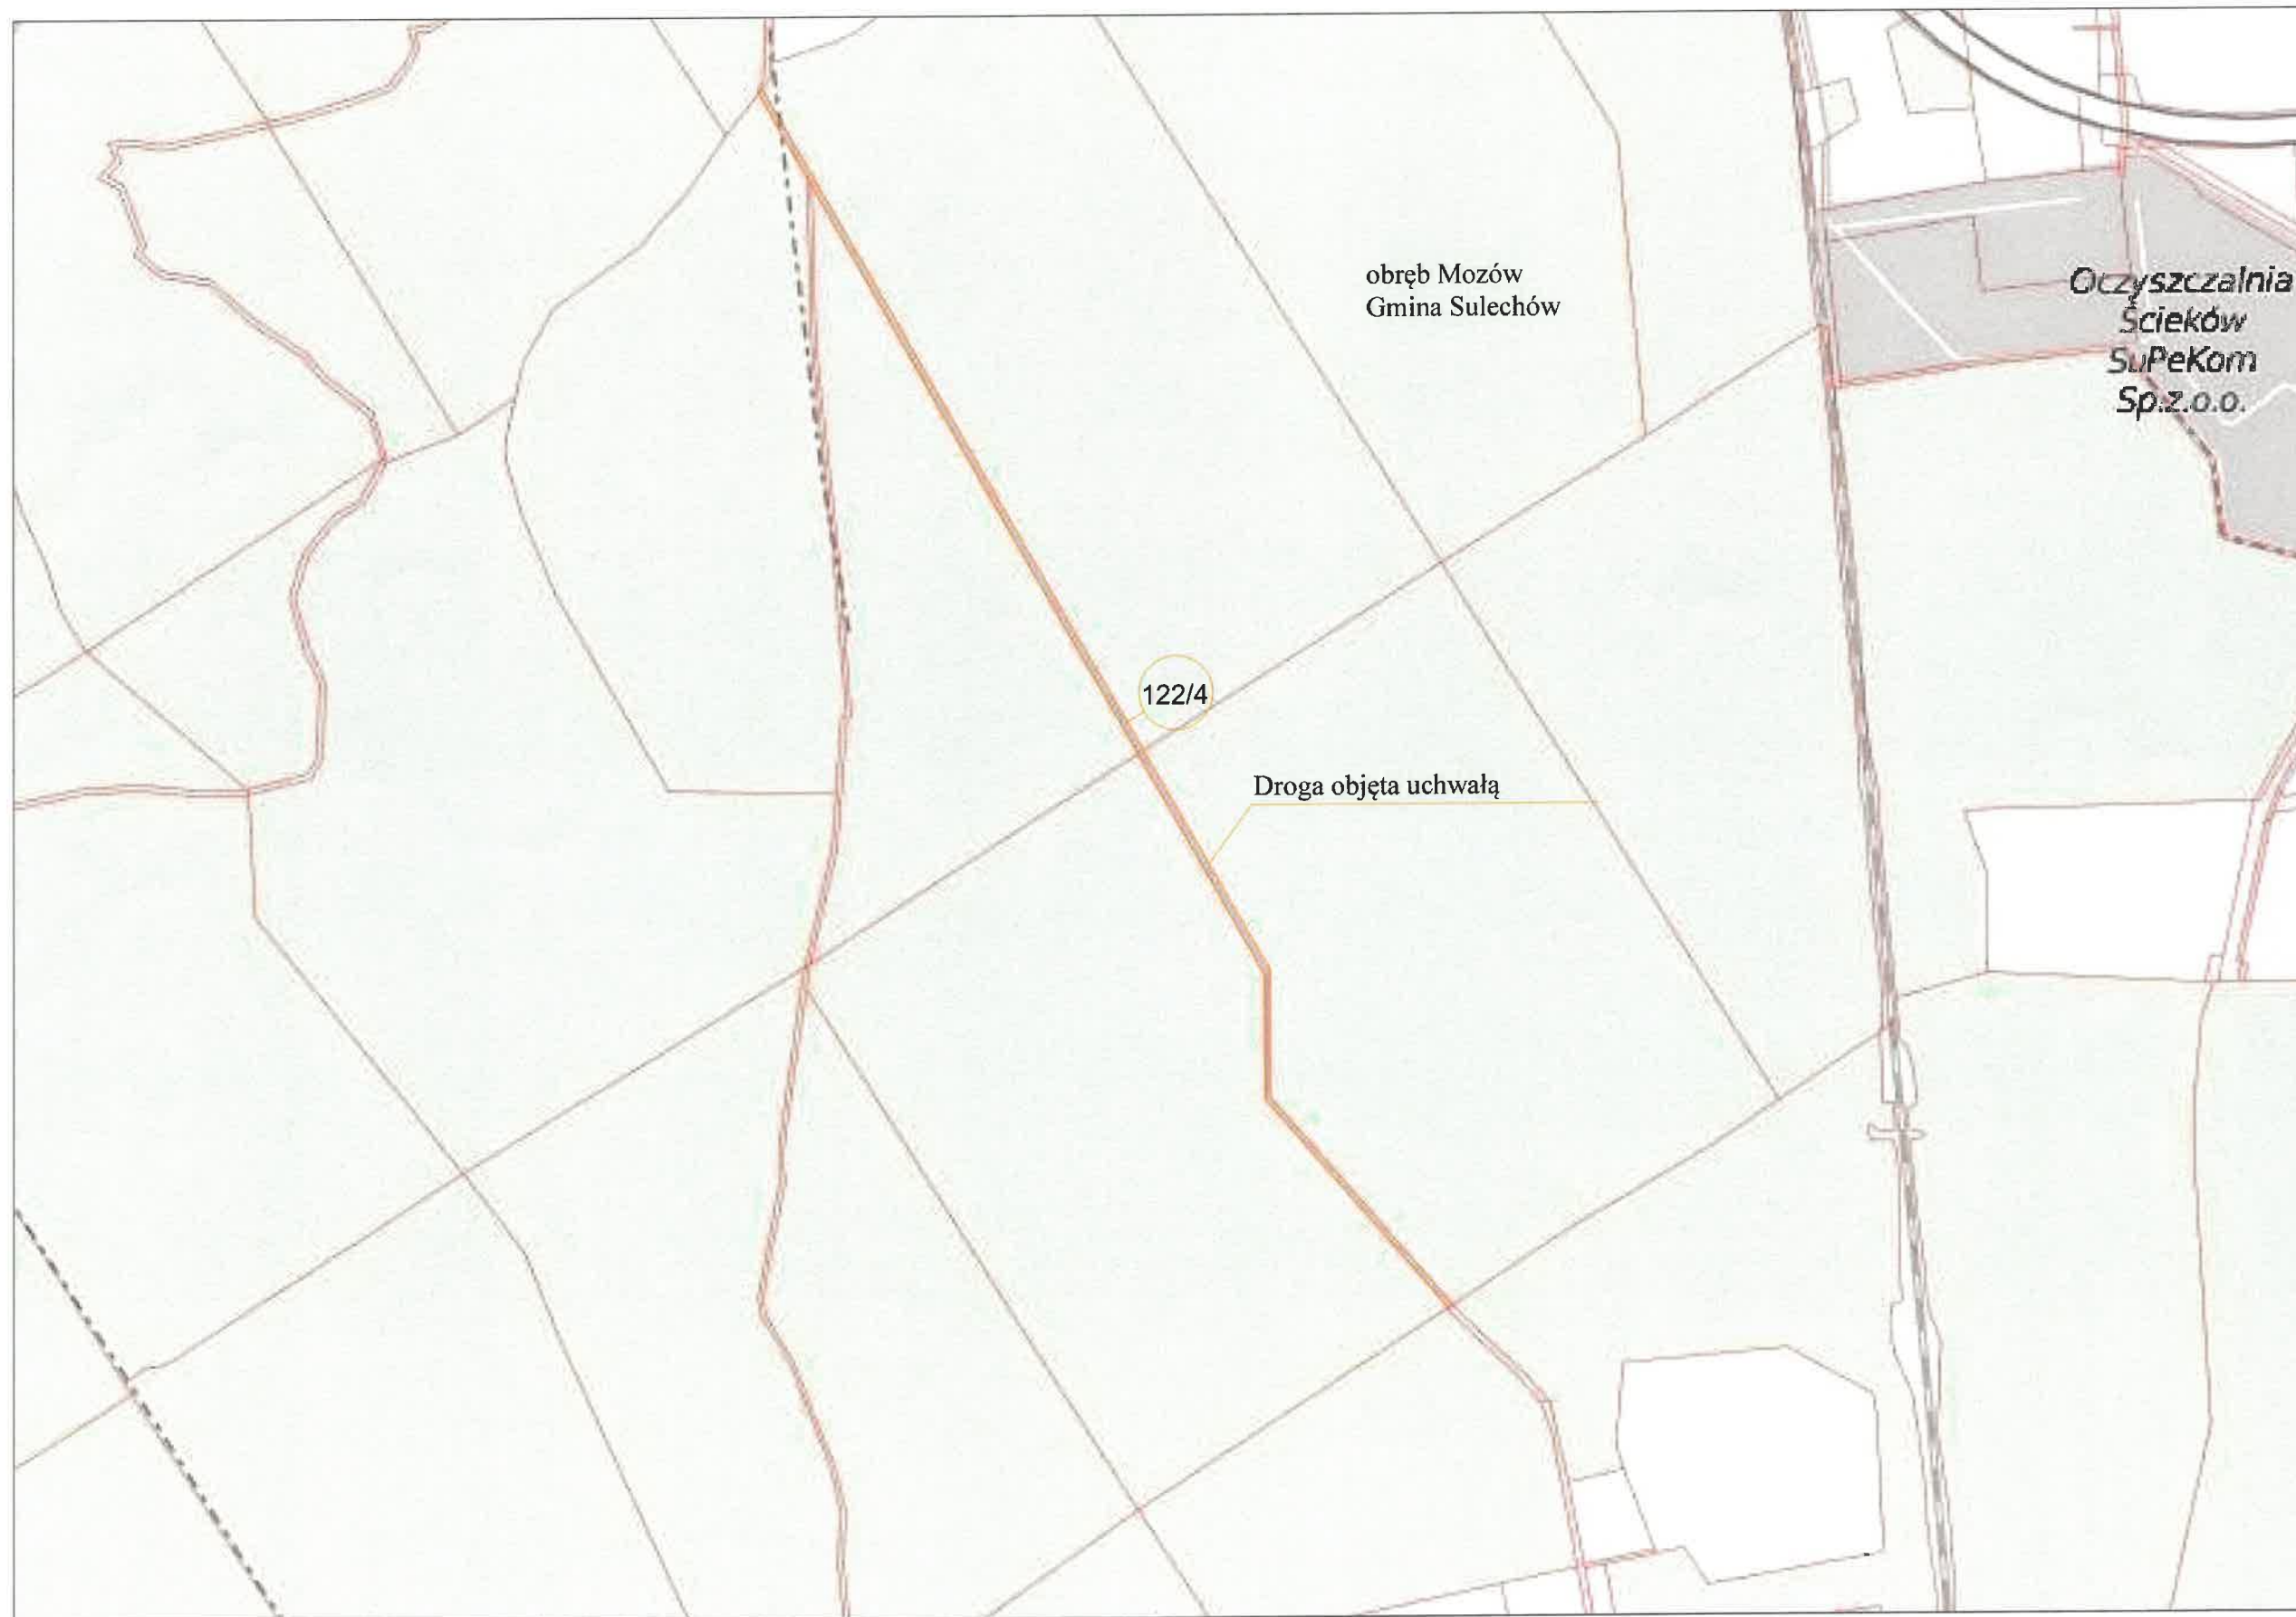 obręb Mozów
Gmina Sulechów
Oczyszczalnia
Ścieków
SuPeKom
Sp.z.o.o.
122/4
Droga objęta uchwałą